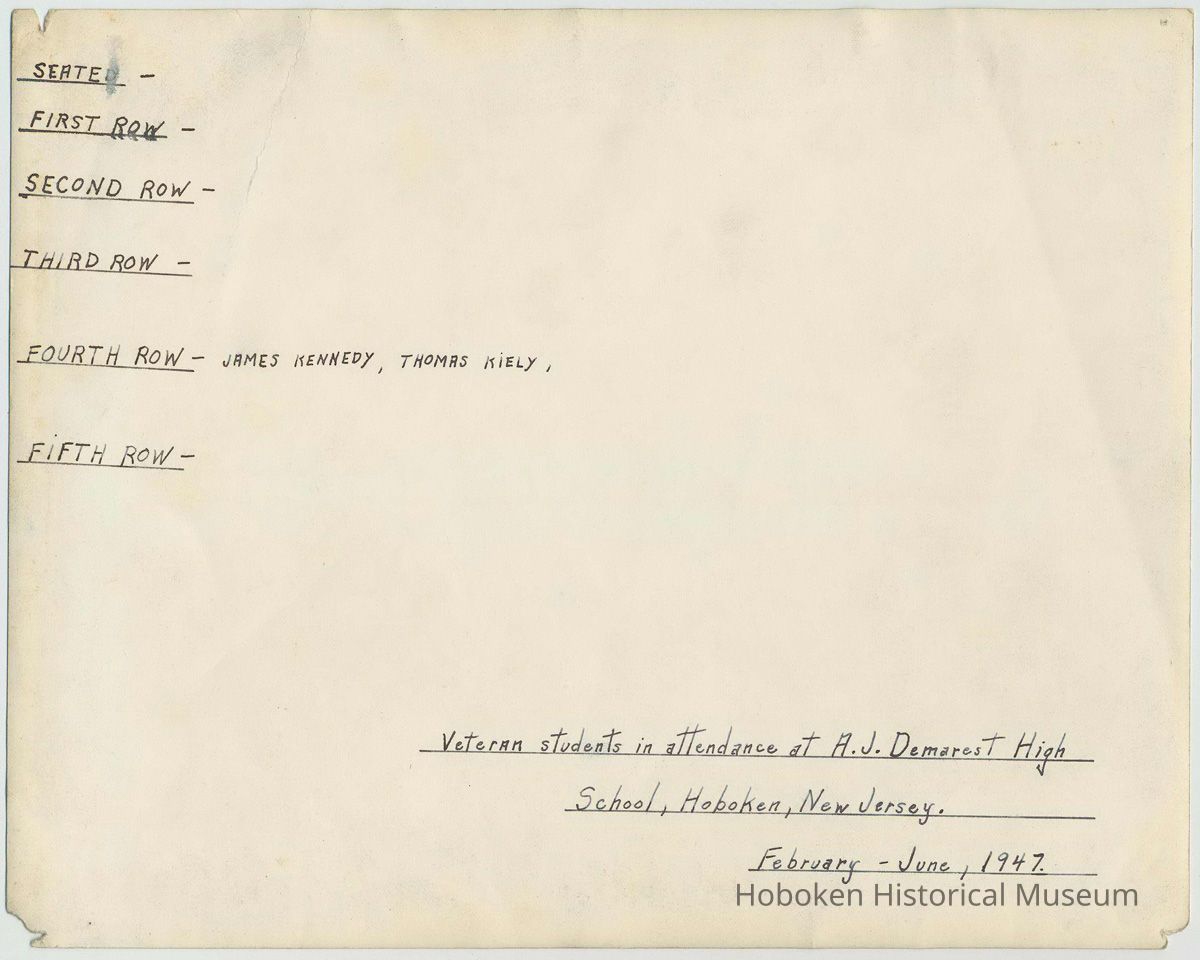 SEATED -
FIRST ROW -
SECOND ROW -
THIRD ROW -
FOURTH ROW - JAMES KENNEDY, THOMAS KIELY,
FIFTH ROW -
Veteran students in attendance at A.J. Demarest High
School, Hoboken, New Jersey.
February - June, 1947.
Hoboken Historical Museum